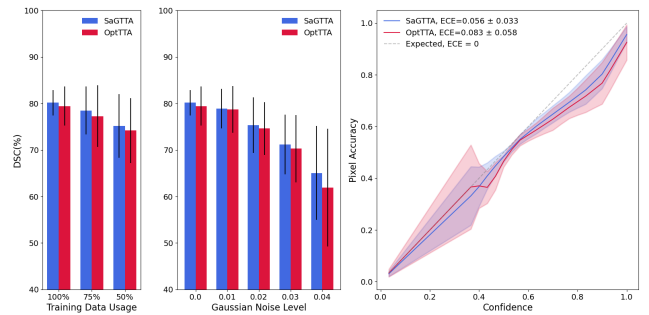 SaGTTA
OptTTA
DSC(%)
100
90
80
70
60
50
40
100% 75% 50%
Training Data Usage
SaGTTA
OptTTA
100
90
80
70
60
50
40
0.0 0.01 0.02 0.03 0.04
Gaussian Noise Level
SaGTTA, ECE=0.056 ± 0.033
OptTTA, ECE=0.083 ± 0.058
Expected, ECE = 0
Pixel Accuracy
1.0
0.8
0.6
0.4
0.2
0.0
0.0 0.2 0.4 0.6 0.8 1.0
Confidence